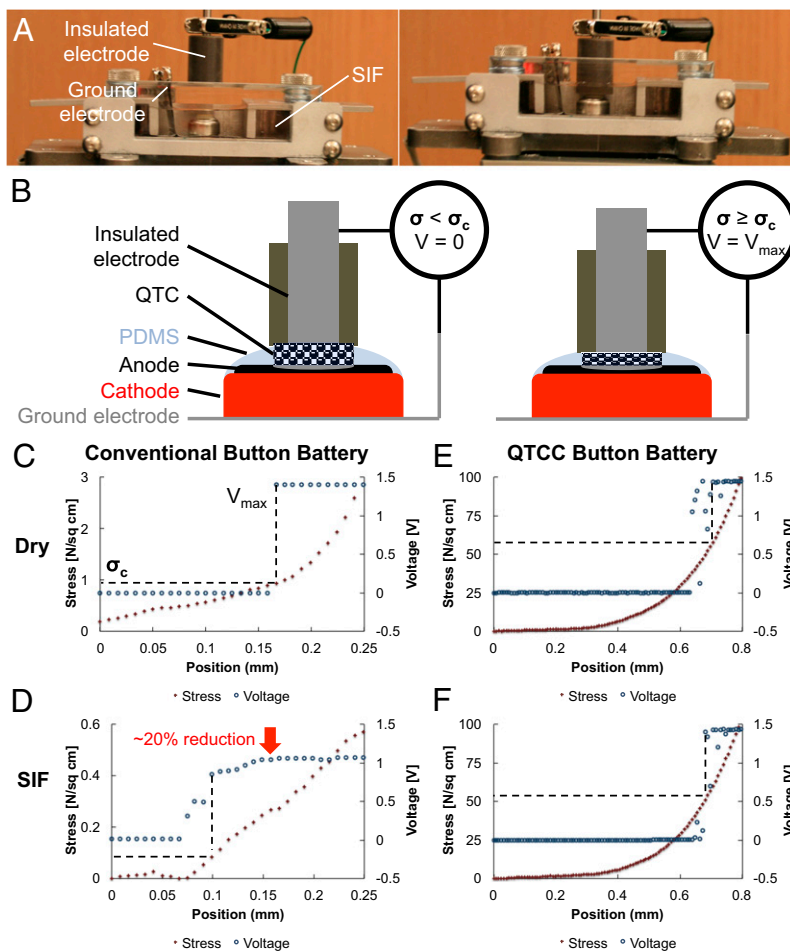 A
Insulated
electrode
Ground
electrode
SIF
B
Insulated
electrode
QTC
PDMS
Anode
Cathode
Ground electrode
σ < σc
V = 0
σ ≥ σc
V = Vmax
C
Conventional Button Battery
Dry
Stress [N/sq cm]
3
2
1
0
σc
Vmax
1.5
1
0.5
0
-0.5
Voltage [V]
0
0.05
0.1
0.15
0.2
0.25
Position (mm)
Stress
Voltage
E
QTCC Button Battery
Stress [N/sq cm]
100
75
50
25
0
1.5
1
0.5
0
-0.5
Voltage [V]
0.0
0.2
0.4
0.6
0.8
Position (mm)
Stress
Voltage
D
SIF
Stress [N/sq cm]
0.6
0.4
0.2
0
~20% reduction
1.5
1
0.5
0
-0.5
Voltage [V]
0
0.05
0.1
0.15
0.2
0.25
Position (mm)
Stress
Voltage
F
Stress [N/sq cm]
100
75
50
25
0
1.5
1
0.5
0
-0.5
Voltage [V]
0.0
0.2
0.4
0.6
0.8
Position (mm)
Stress
Voltage